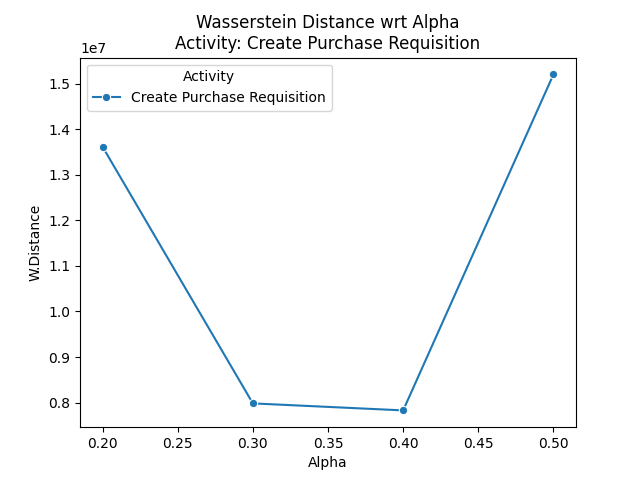 Wasserstein Distance wrt Alpha
Activity: Create Purchase Requisition
1e7
Activity
Create Purchase Requisition
W.Distance
1.5
1.4
1.3
1.2
1.1
1.0
0.9
0.8
0.20 0.25 0.30 0.35 0.40 0.45 0.50
Alpha